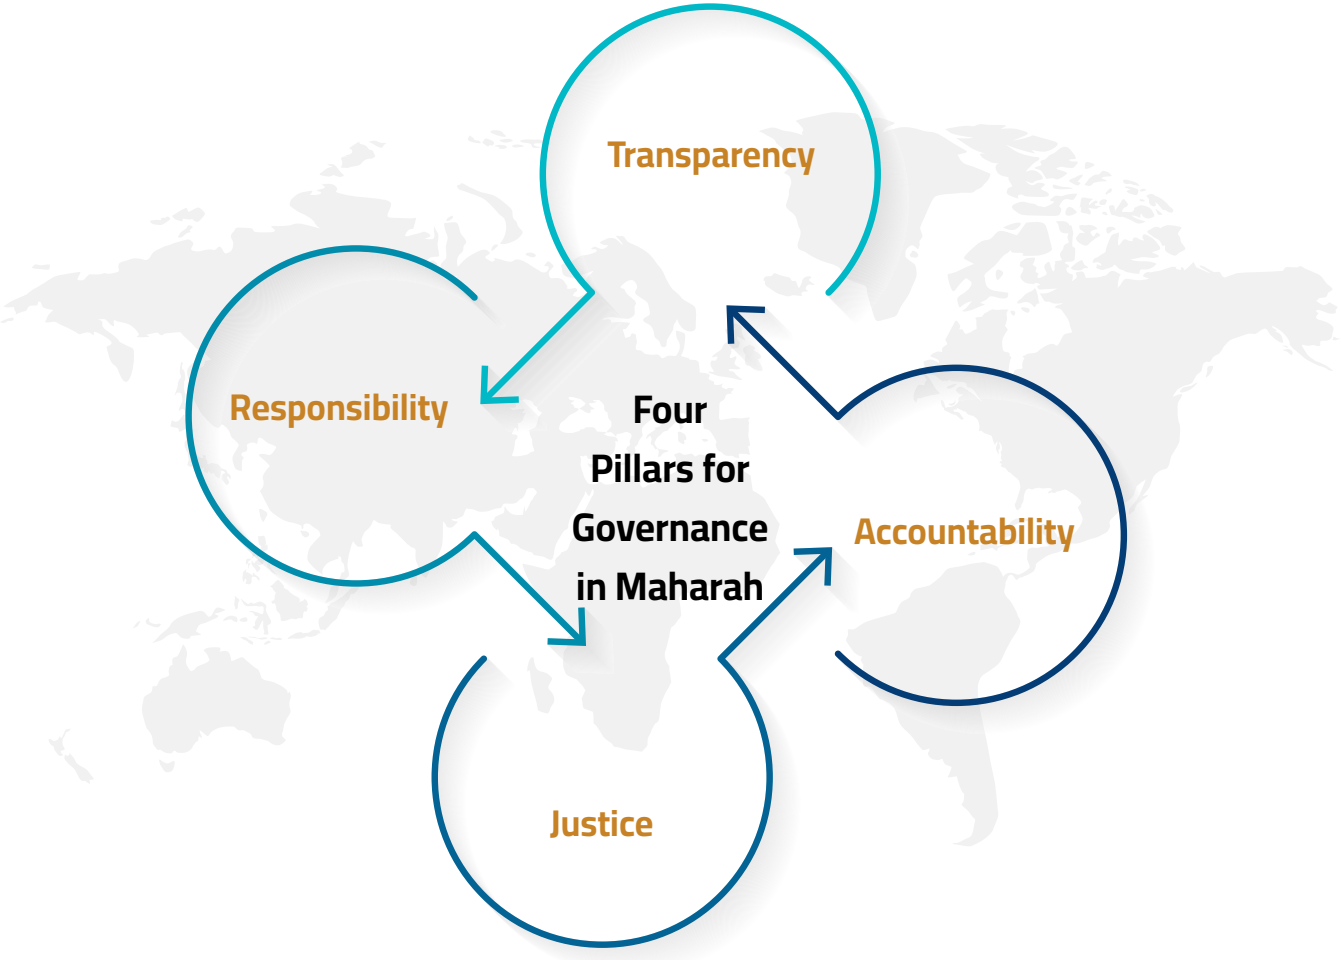 Transparency
Responsibility
Four
Pillars for
Governance
in Maharah
Accountability
Justice